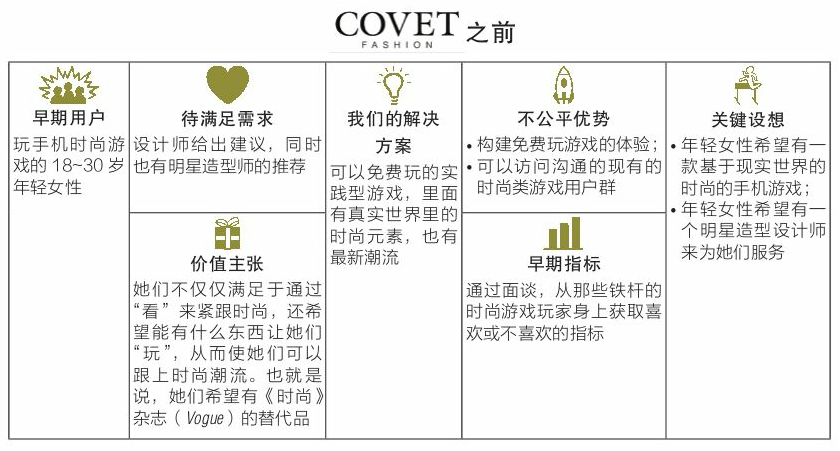 COVET
FASHION
之前
早期用户
玩手机时尚游
戏的 18~30 岁
年轻女性
待满足需求
设计师给出建议，同时
也有明星造型师的推荐
价值主张
她们不仅仅满足于通过
“看” 来紧跟时尚，还希
望能有什么东西让她们
“玩”，从而使她们可以
跟上时尚潮流。也就是
说，她们希望有《时尚》
杂志（Vogue）的替代品
我们的解决
方案
可以免费玩的实
践型游戏，里面
有真实世界里的
时尚元素，也有
最新潮流
不公平优势
• 构建免费玩游戏的体验；
• 可以访问沟通的现有的
时尚类游戏用户群
早期指标
通过面谈，从那些铁杆的
时尚游戏玩家身上获取喜
欢或不喜欢的指标
关键设想
• 年轻女性希望有一
款基于现实世界的
时尚的手机游戏；
• 年轻女性希望有一
个明星造型设计师
来为她们服务